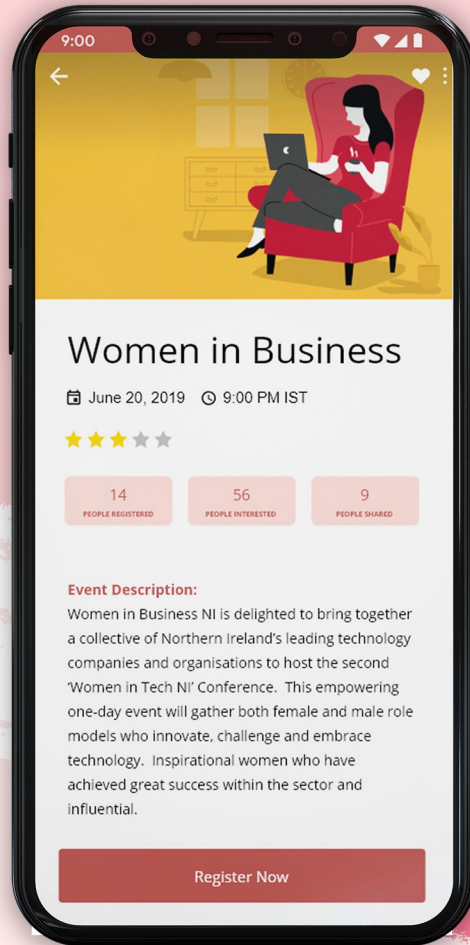 9:00
Women in Business
June 20, 2019 9:00 PM IST
14 56 9
PEOPLE REGISTERED PEOPLE INTERESTED PEOPLE SHARED
Event Description:
Women in Business NI is delighted to bring together
a collective of Northern Ireland's leading technology
companies and organisations to host the second
'Women in Tech NI' Conference.  This empowering
one-day event will gather both female and male role
models who innovate, challenge and embrace
technology.  Inspirational women who have
achieved great success within the sector and
influential.
Register Now